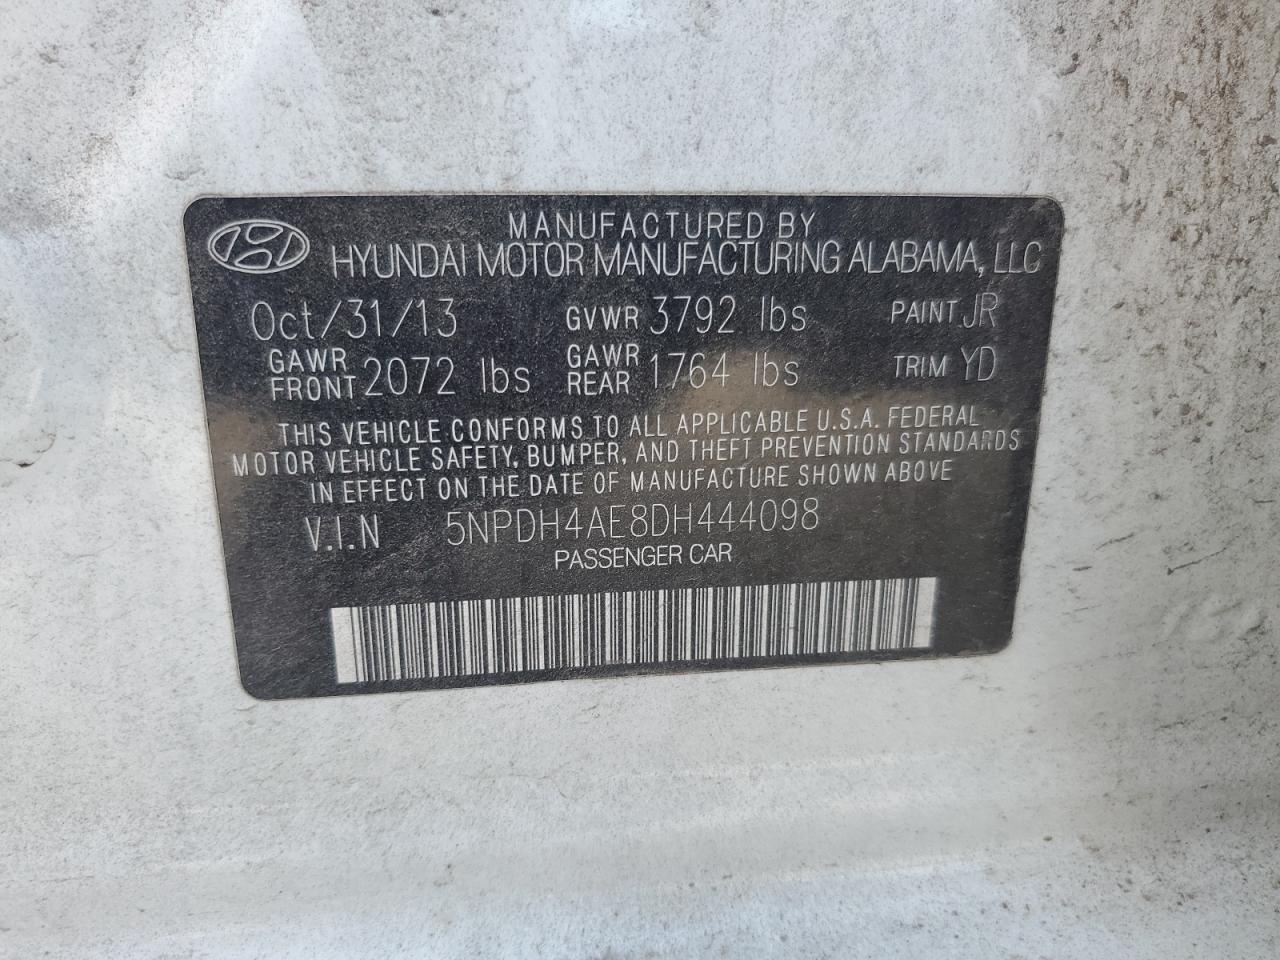 MANUFACTURED BY
HYUNDAI MOTOR MANUFACTURING ALABAMA, LLC
Oct/31/13 GVWR 3792 lbs PAINT JR
GAWR FRONT 2072 lbs GAWR REAR 1764 lbs TRIM YD
THIS VEHICLE CONFORMS TO ALL APPLICABLE U.S.A. FEDERAL
MOTOR VEHICLE SAFETY, BUMPER, AND THEFT PREVENTION STANDARDS
IN EFFECT ON THE DATE OF MANUFACTURE SHOWN ABOVE
V.I.N 5NPDH4AE8DH444098
PASSENGER CAR